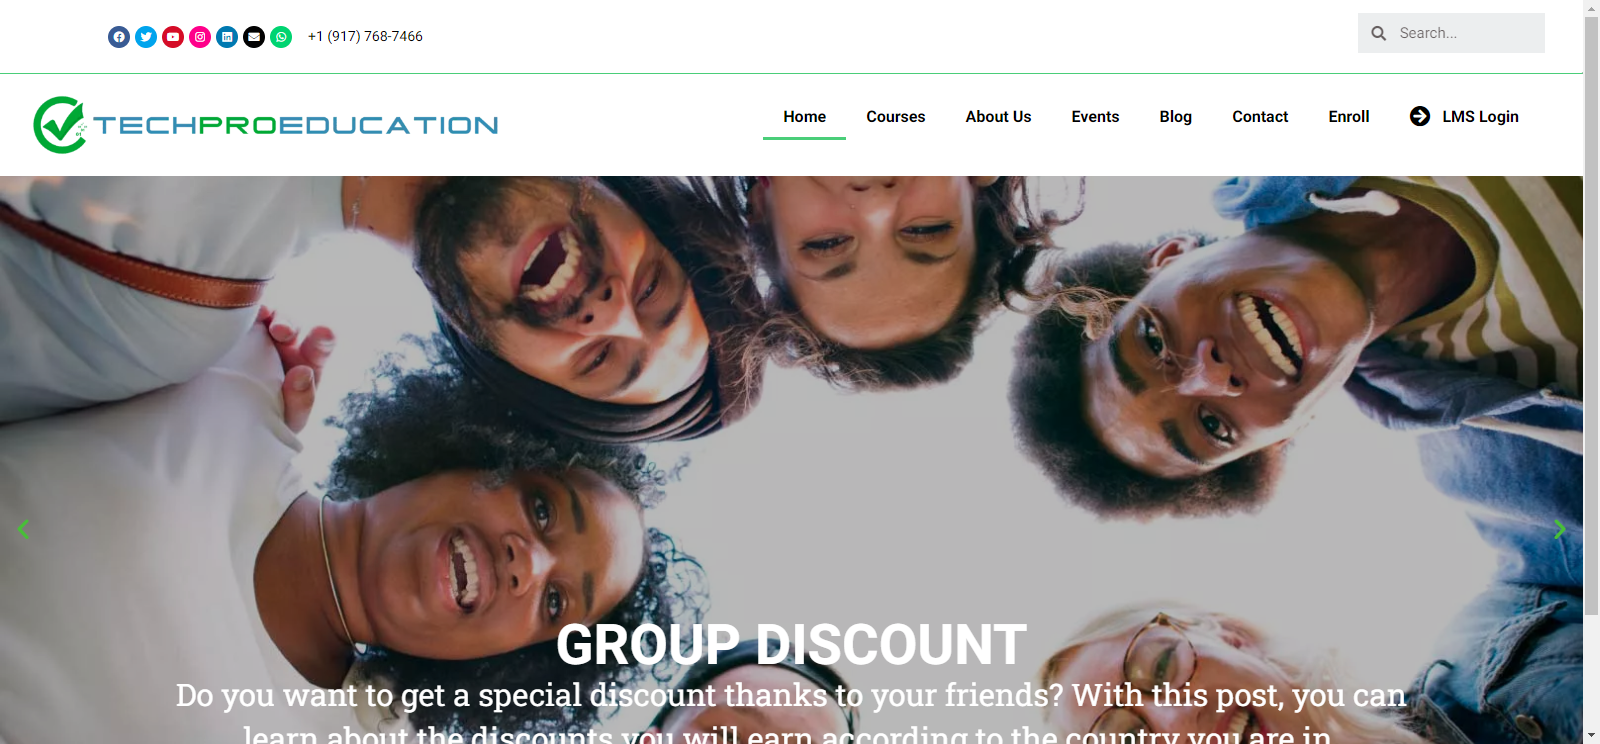 +1 (917) 768-7466
Search...
TECHPROEDUCATION
Home
Courses
About Us
Events
Blog
Contact
Enroll
LMS Login
GROUP DISCOUNT
Do you want to get a special discount thanks to your friends? With this post, you can
learn about the discounts you will earn according to the country you are in.